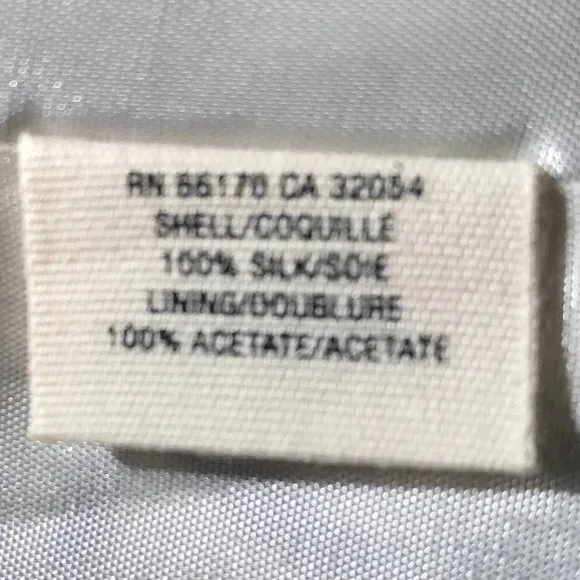 RN 66170 CA 32054
SHELL/COQUILLE
100% SILK/SOIE
LINING/DOUBLURE
100% ACETATE/ACETATE